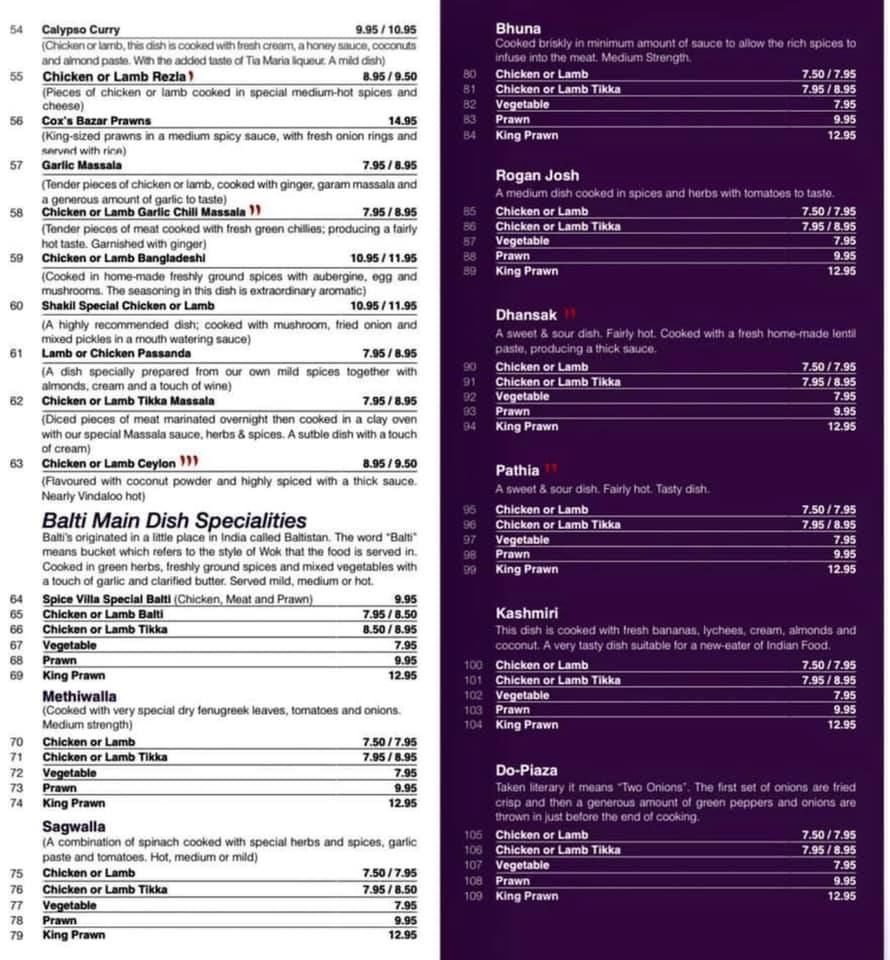 54 Calypso Curry 9.95 / 10.95
(Chicken or lamb, this dish is cooked with fresh cream, a honey sauce, coconuts
and almond paste. With the added taste of Tia Maria liqueur. A mild dish)
55 Chicken or Lamb Rezla 8.95 / 9.50
(Pieces of chicken or lamb cooked in special medium-hot spices and
cheese)
56 Cox's Bazar Prawns 14.95
(King-sized prawns in a medium spicy sauce, with fresh onion rings and
served with rice)
57 Garlic Massala 7.95 / 8.95
(Tender pieces of chicken or lamb, cooked with ginger, garam massala and
a generous amount of garlic to taste)
58 Chicken or Lamb Garlic Chili Massala 7.95 / 8.95
(Tender pieces of meat cooked with fresh green chillies; producing a fairly
hot taste. Garnished with ginger)
59 Chicken or Lamb Bangladeshi 10.95 / 11.95
(Cooked in home-made freshly ground spices with aubergine, egg and
mushrooms. The seasoning in this dish is extraordinary aromatic)
60 Shakil Special Chicken or Lamb 10.95 / 11.95
(A highly recommended dish; cooked with mushroom, fried onion and
mixed pickles in a mouth watering sauce)
61 Lamb or Chicken Passanda 7.95 / 8.95
(A dish specially prepared from our own mild spices together with
almonds, cream and a touch of wine)
62 Chicken or Lamb Tikka Massala 7.95 / 8.95
(Diced pieces of meat marinated overnight then cooked in a clay oven
with our special Massala sauce, herbs & spices. A sutble dish with a touch
of cream)
63 Chicken or Lamb Ceylon 8.95 / 9.50
(Flavoured with coconut powder and highly spiced with a thick sauce.
Nearly Vindaloo hot)
Balti Main Dish Specialities
Balti's originated in a little place in India called Baltistan. The word "Balti"
means bucket which refers to the style of Wok that the food is served in.
Cooked in green herbs, freshly ground spices and mixed vegetables with
a touch of garlic and clarified butter. Served mild, medium or hot.
64 Spice Villa Special Balti (Chicken, Meat and Prawn) 9.95
65 Chicken or Lamb Balti 7.95 / 8.50
66 Chicken or Lamb Tikka 8.50 / 8.95
67 Vegetable 7.95
68 Prawn 9.95
69 King Prawn 12.95
Methiwalla
(Cooked with very special dry fenugreek leaves, tomatoes and onions.
Medium strength)
70 Chicken or Lamb 7.50 / 7.95
71 Chicken or Lamb Tikka 7.95 / 8.95
72 Vegetable 7.95
73 Prawn 9.95
74 King Prawn 12.95
Sagwalla
(A combination of spinach cooked with special herbs and spices, garlic
paste and tomatoes. Hot, medium or mild)
75 Chicken or Lamb 7.50 / 7.95
76 Chicken or Lamb Tikka 7.95 / 8.50
77 Vegetable 7.95
78 Prawn 9.95
79 King Prawn 12.95
Bhuna
Cooked briskly in minimum amount of sauce to allow the rich spices to
infuse into the meat. Medium Strength.
80 Chicken or Lamb 7.50 / 7.95
81 Chicken or Lamb Tikka 7.95 / 8.95
82 Vegetable 7.95
83 Prawn 9.95
84 King Prawn 12.95
Rogan Josh
A medium dish cooked in spices and herbs with tomatoes to taste.
85 Chicken or Lamb 7.50 / 7.95
86 Chicken or Lamb Tikka 7.95 / 8.95
87 Vegetable 7.95
88 Prawn 9.95
89 King Prawn 12.95
Dhansak
A sweet & sour dish. Fairly hot. Cooked with a fresh home-made lentil
paste, producing a thick sauce.
90 Chicken or Lamb 7.50 / 7.95
91 Chicken or Lamb Tikka 7.95 / 8.95
92 Vegetable 7.95
93 Prawn 9.95
94 King Prawn 12.95
Pathia
A sweet & sour dish. Fairly hot. Tasty dish.
95 Chicken or Lamb 7.50 / 7.95
96 Chicken or Lamb Tikka 7.95 / 8.95
97 Vegetable 7.95
98 Prawn 9.95
99 King Prawn 12.95
Kashmiri
This dish is cooked with fresh bananas, lychees, cream, almonds and
coconut. A very tasty dish suitable for a new-eater of Indian Food.
100 Chicken or Lamb 7.50 / 7.95
101 Chicken or Lamb Tikka 7.95 / 8.95
102 Vegetable 7.95
103 Prawn 9.95
104 King Prawn 12.95
Do-Piaza
Taken literary it means "Two Onions". The first set of onions are fried
crisp and then a generous amount of green peppers and onions are
thrown in just before the end of cooking.
105 Chicken or Lamb 7.50 / 7.95
106 Chicken or Lamb Tikka 7.95 / 8.95
107 Vegetable 7.95
108 Prawn 9.95
109 King Prawn 12.95